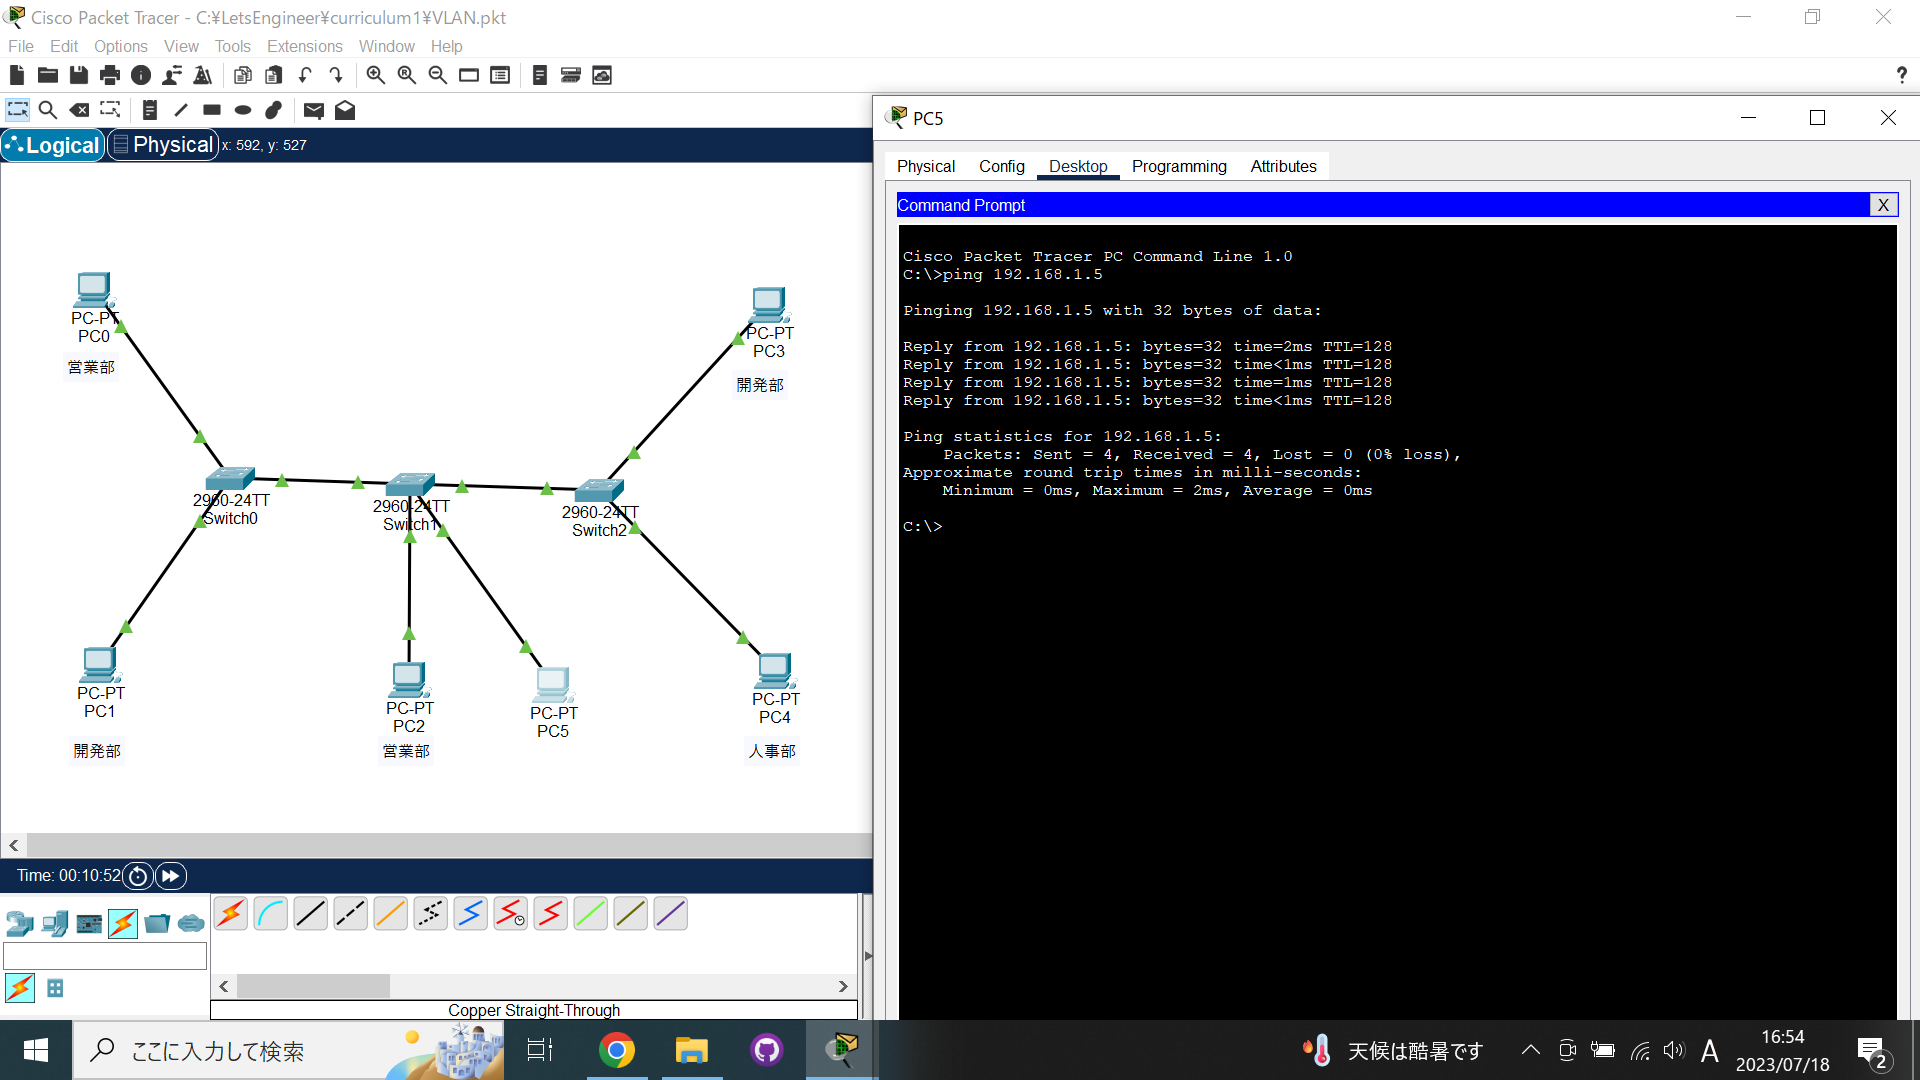 Cisco Packet Tracer - C:¥LetsEngineer¥curriculum1¥VLAN.pkt
File Edit Options View Tools Extensions Window Help
?
Logical Physical x: 592, y: 527
PC-PT
PC0
営業部
PC-PT
PC3
開発部
2960-24TT
Switch0
2960-24TT
Switch1
2960-24TT
Switch2
PC-PT
PC1
開発部
PC-PT
PC2
営業部
PC-PT
PC5
PC-PT
PC4
人事部
Time: 00:10:52
Copper Straight-Through
PC5
Physical Config Desktop Programming Attributes
Command Prompt X
Cisco Packet Tracer PC Command Line 1.0
C:\>ping 192.168.1.5
Pinging 192.168.1.5 with 32 bytes of data:
Reply from 192.168.1.5: bytes=32 time=2ms TTL=128
Reply from 192.168.1.5: bytes=32 time<1ms TTL=128
Reply from 192.168.1.5: bytes=32 time=1ms TTL=128
Reply from 192.168.1.5: bytes=32 time<1ms TTL=128
Ping statistics for 192.168.1.5:
Packets: Sent = 4, Received = 4, Lost = 0 (0% loss),
Approximate round trip times in milli-seconds:
Minimum = 0ms, Maximum = 2ms, Average = 0ms
C:\>
ここに入力して検索
天候は酷暑です
A
16:54
2023/07/18
2